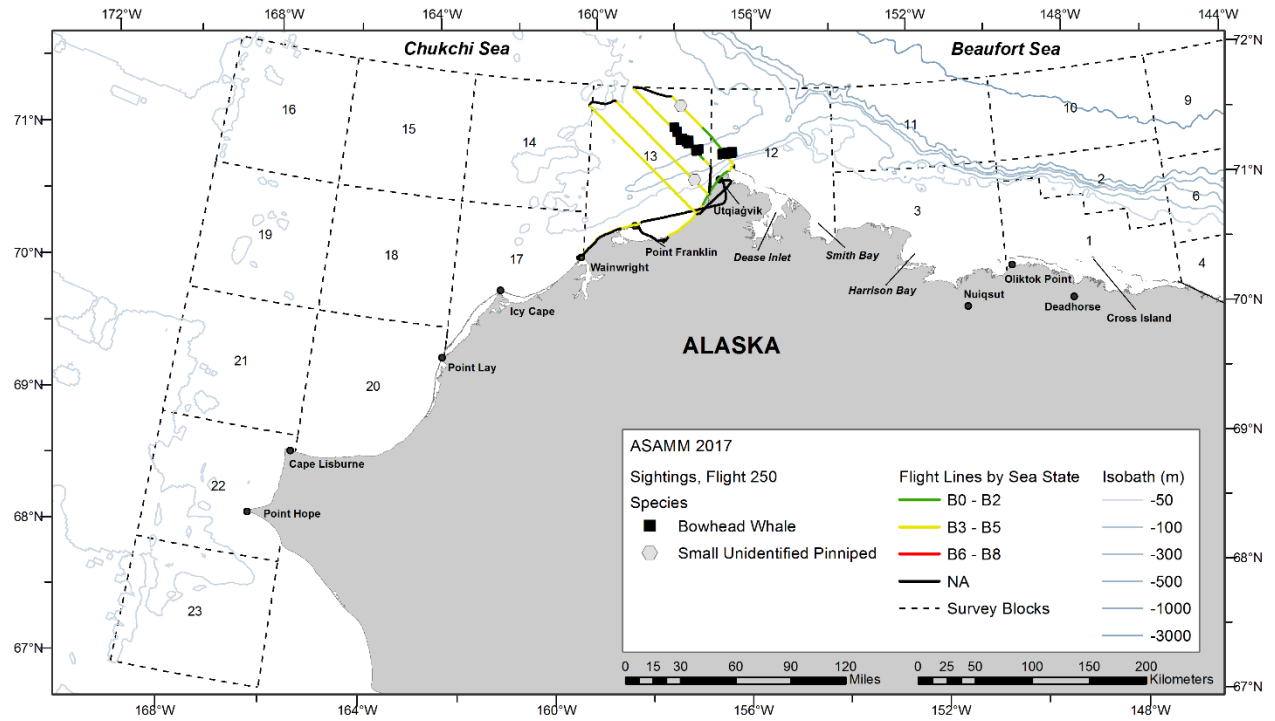 172°W 168°W 164°W 160°W 156°W 152°W 148°W 144°W
Chukchi Sea
Beaufort Sea
72°N
71°N
71°N
70°N
70°N
69°N
69°N
68°N
68°N
67°N
67°N
16
15
14
13
12
11
10
9
2
6
3
1
4
19
18
17
21
20
22
23
Utqiaġvik
Point Franklin
Wainwright
Dease Inlet
Smith Bay
Harrison Bay
Oliktok Point
Nuiqsut
Deadhorse
Cross Island
Icy Cape
Point Lay
ALASKA
Cape Lisburne
Point Hope
ASAMM 2017
Sightings, Flight 250
Species
Bowhead Whale
Small Unidentified Pinniped
Flight Lines by Sea State
B0 - B2
B3 - B5
B6 - B8
NA
Survey Blocks
Isobath (m)
-50
-100
-300
-500
-1000
-3000
0 15 30 60 90 120
Miles
0 25 50 100 150 200
Kilometers
168°W 164°W 160°W 156°W 152°W 148°W